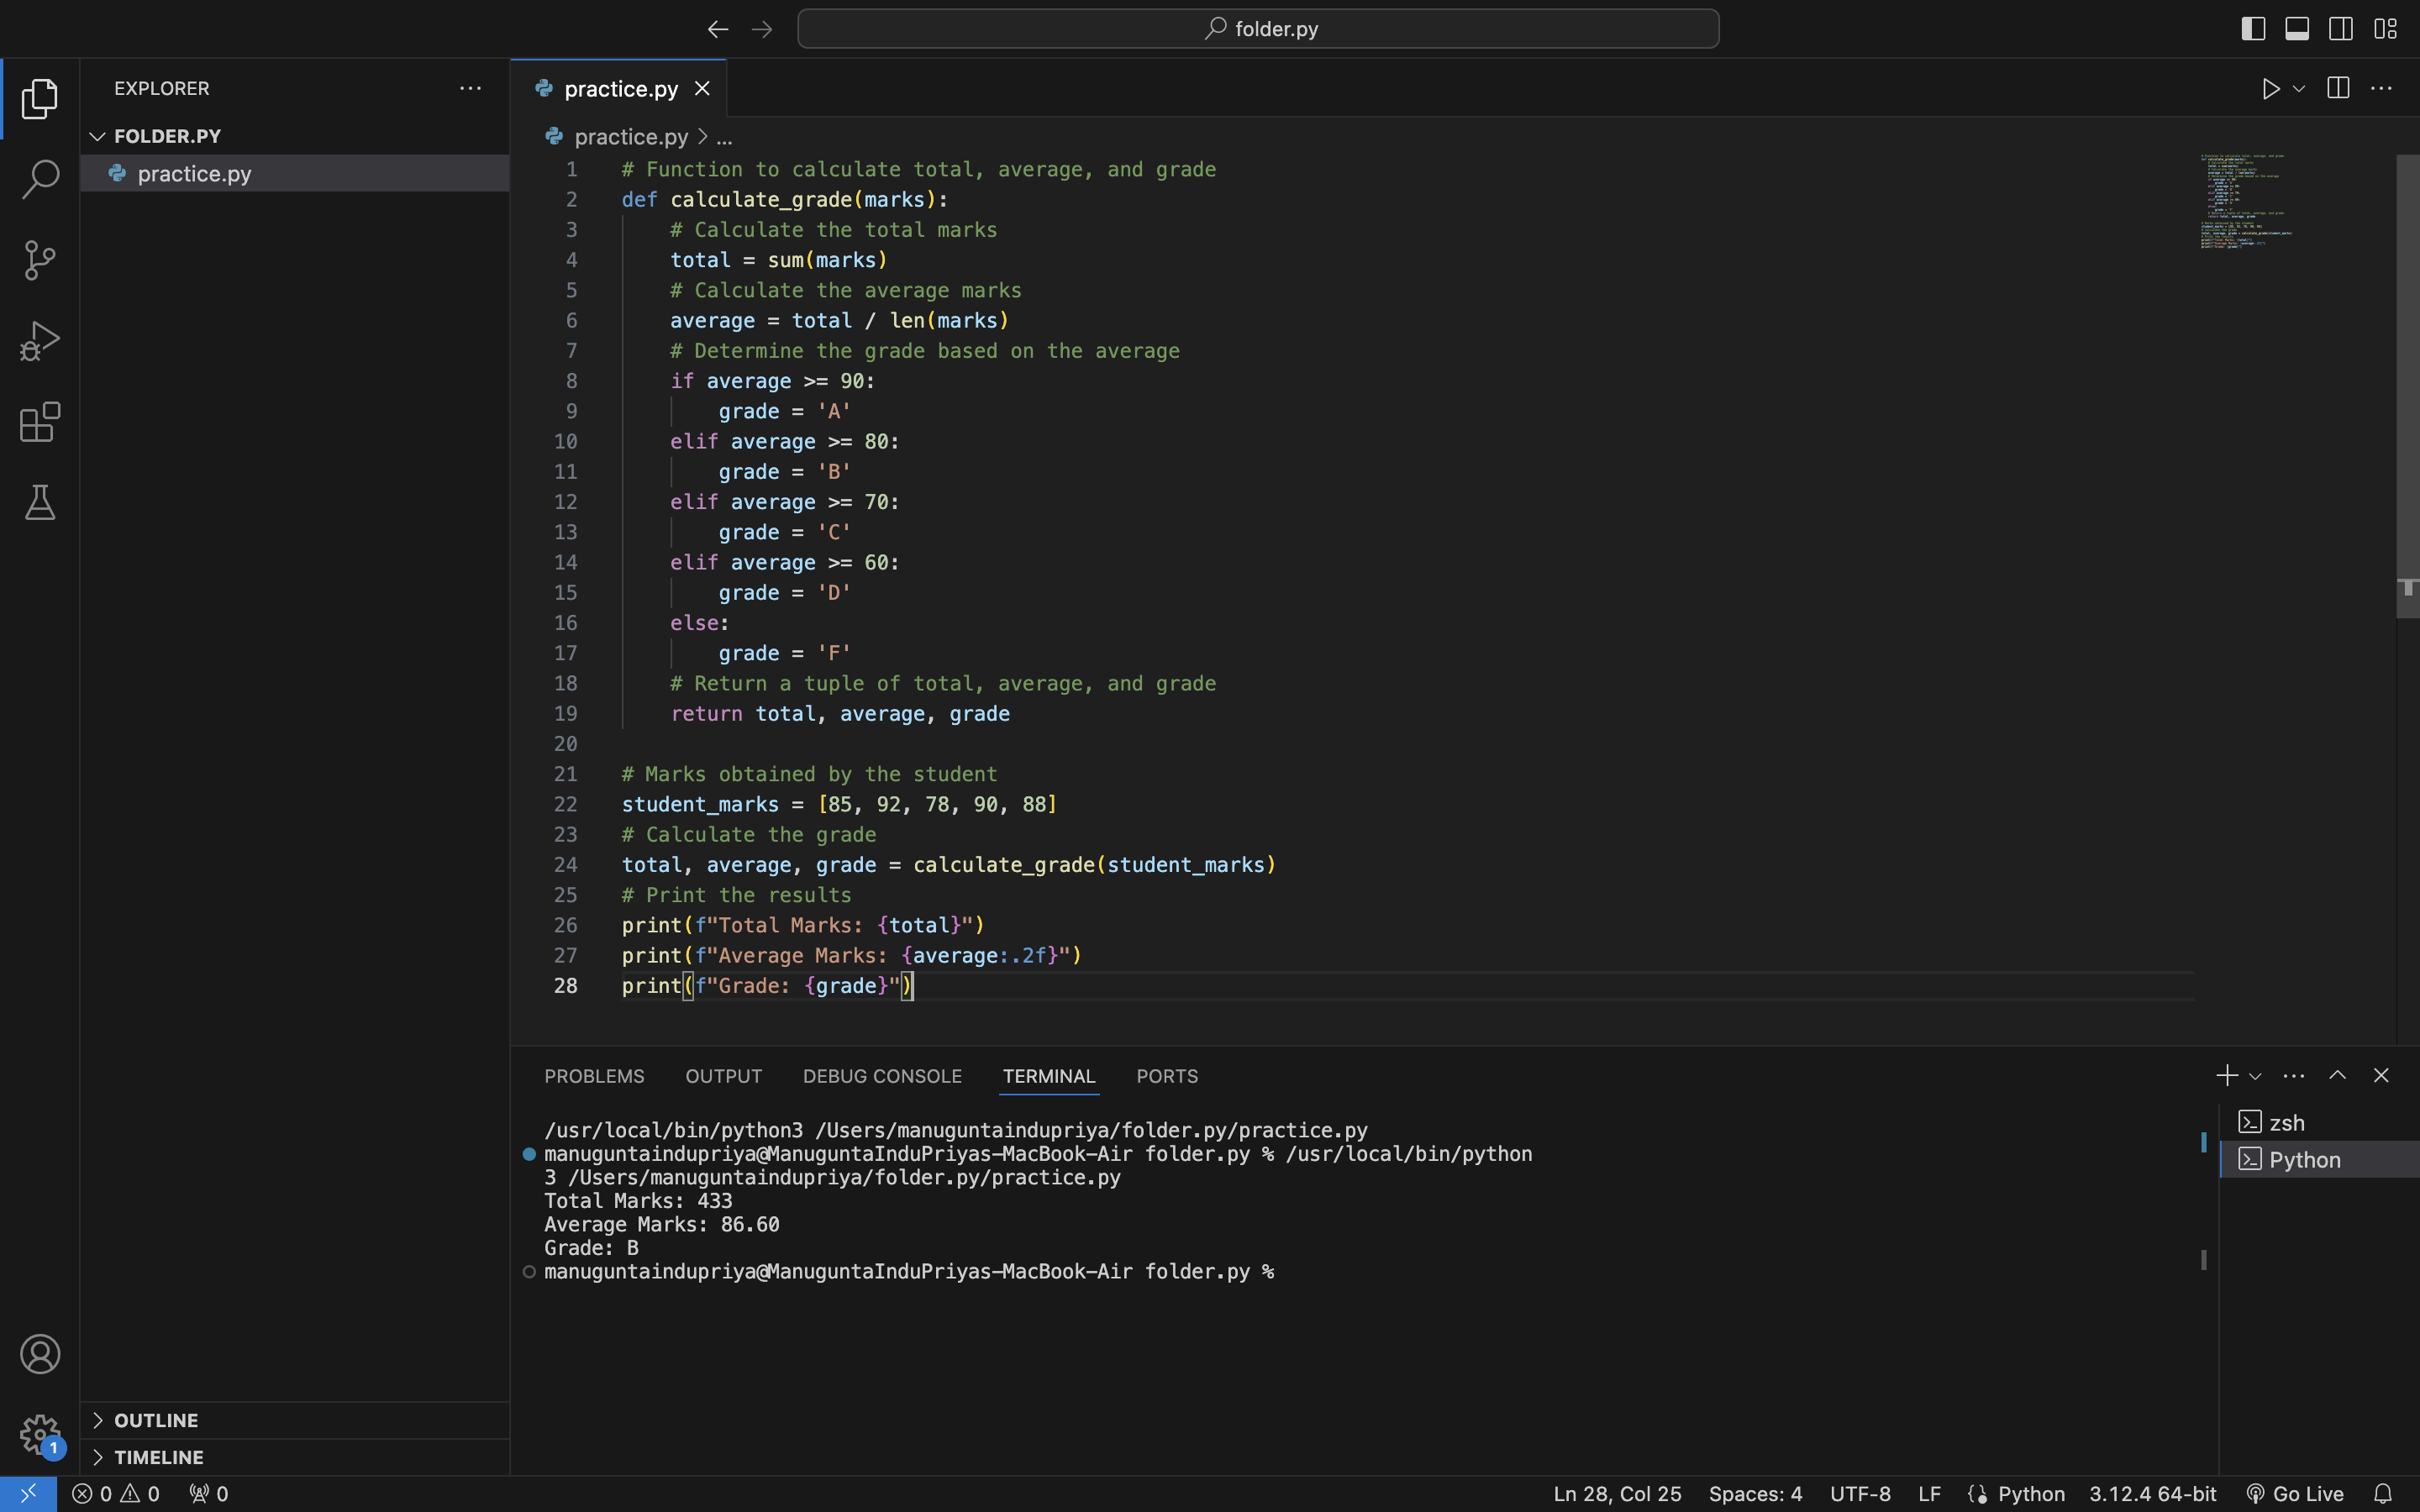 folder.py
EXPLORER
FOLDER.PY
practice.py
practice.py
practice.py > ...
1 # Function to calculate total, average, and grade
2 def calculate_grade(marks):
3 # Calculate the total marks
4 total = sum(marks)
5 # Calculate the average marks
6 average = total / len(marks)
7 # Determine the grade based on the average
8 if average >= 90:
9 grade = 'A'
10 elif average >= 80:
11 grade = 'B'
12 elif average >= 70:
13 grade = 'C'
14 elif average >= 60:
15 grade = 'D'
16 else:
17 grade = 'F'
18 # Return a tuple of total, average, and grade
19 return total, average, grade
20
21 # Marks obtained by the student
22 student_marks = [85, 92, 78, 90, 88]
23 # Calculate the grade
24 total, average, grade = calculate_grade(student_marks)
25 # Print the results
26 print(f"Total Marks: {total}")
27 print(f"Average Marks: {average:.2f}")
28 print(f"Grade: {grade}")
PROBLEMS OUTPUT DEBUG CONSOLE TERMINAL PORTS
/usr/local/bin/python3 /Users/manuguntaindupriya/folder.py/practice.py
manuguntaindupriya@ManuguntaInduPriyas-MacBook-Air folder.py % /usr/local/bin/python
3 /Users/manuguntaindupriya/folder.py/practice.py
Total Marks: 433
Average Marks: 86.60
Grade: B
manuguntaindupriya@ManuguntaInduPriyas-MacBook-Air folder.py %
zsh
Python
OUTLINE
TIMELINE
1
0 0 0
Ln 28, Col 25 Spaces: 4 UTF-8 LF Python 3.12.4 64-bit Go Live